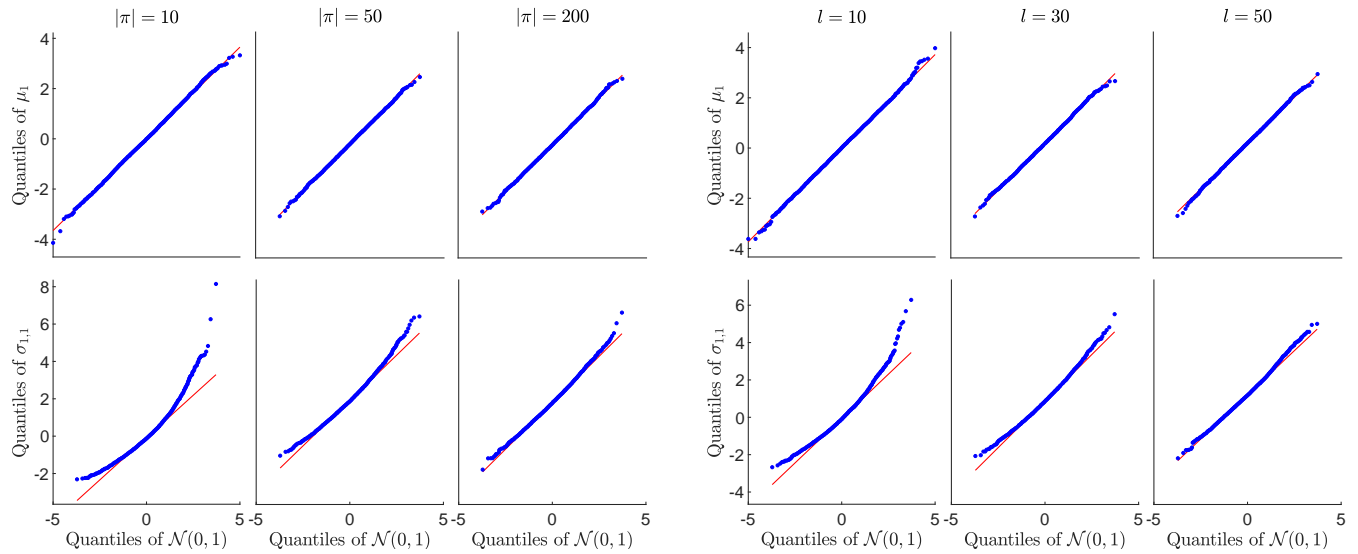 |π| = 10
|π| = 50
|π| = 200
l = 10
l = 30
l = 50
Quantiles of μ₁
4
2
0
-2
-4
Quantiles of μ₁
4
2
0
-2
-4
Quantiles of σ₁,₁
8
6
4
2
0
-2
Quantiles of σ₁,₁
6
4
2
0
-2
-4
-5 0 5 -5 0 5 -5 0 5
-5 0 5 -5 0 5 -5 0 5
Quantiles of 𝒩(0, 1)
Quantiles of 𝒩(0, 1)
Quantiles of 𝒩(0, 1)
Quantiles of 𝒩(0, 1)
Quantiles of 𝒩(0, 1)
Quantiles of 𝒩(0, 1)